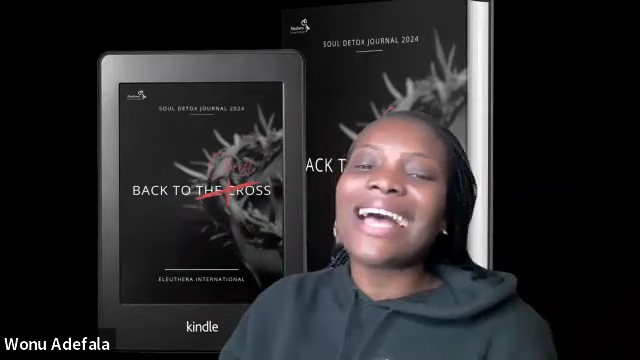 SOUL DETOX JOURNAL 2024
BACK TO THE CROSS
ELEUTHERA INTERNATIONAL
kindle
SOUL DETOX JOURNAL 2024
ACK T
Wonu Adefala